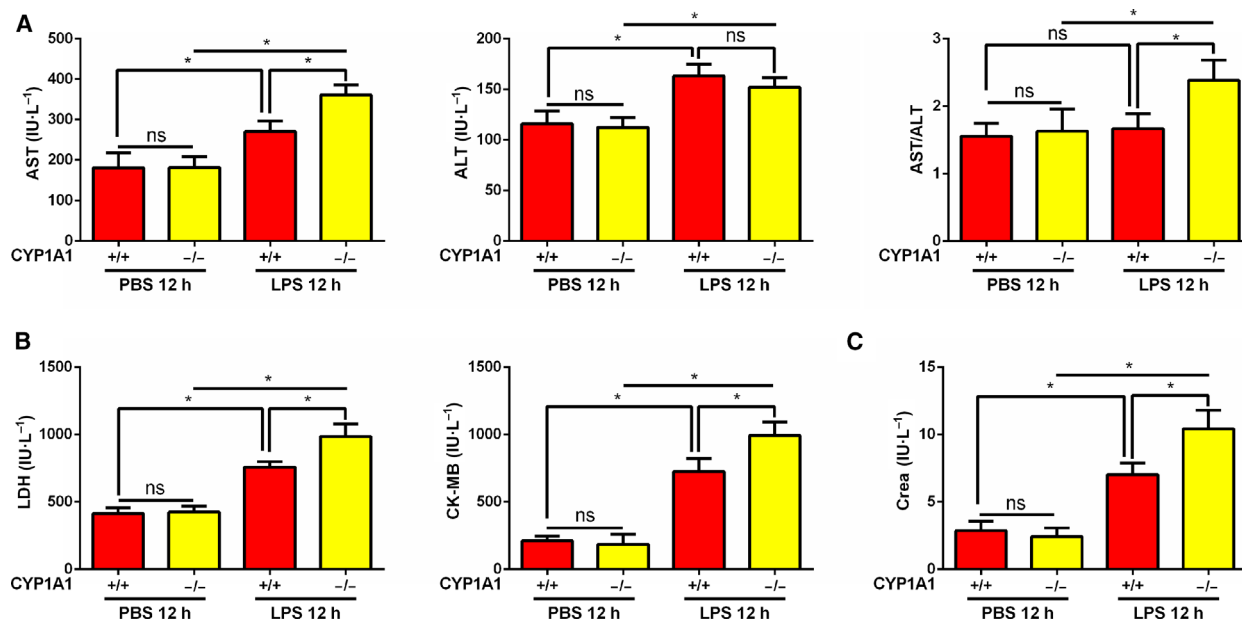 A
AST (IU·L⁻¹)
500
400
300
200
100
0
*
*
*
ns
CYP1A1
+/+
−/−
+/+
−/−
PBS 12 h
LPS 12 h
ALT (IU·L⁻¹)
200
150
100
50
0
*
*
ns
ns
+/+
−/−
+/+
−/−
PBS 12 h
LPS 12 h
AST/ALT
3
2
1
0
*
ns
*
ns
CYP1A1
+/+
−/−
+/+
−/−
PBS 12 h
LPS 12 h
B
LDH (IU·L⁻¹)
1500
1000
500
0
*
*
*
ns
CYP1A1
+/+
−/−
+/+
−/−
PBS 12 h
LPS 12 h
CK-MB (IU·L⁻¹)
1500
1000
500
0
*
*
*
ns
CYP1A1
+/+
−/−
+/+
−/−
PBS 12 h
LPS 12 h
C
Crea (IU·L⁻¹)
15
10
5
0
*
*
*
ns
CYP1A1
+/+
−/−
+/+
−/−
PBS 12 h
LPS 12 h